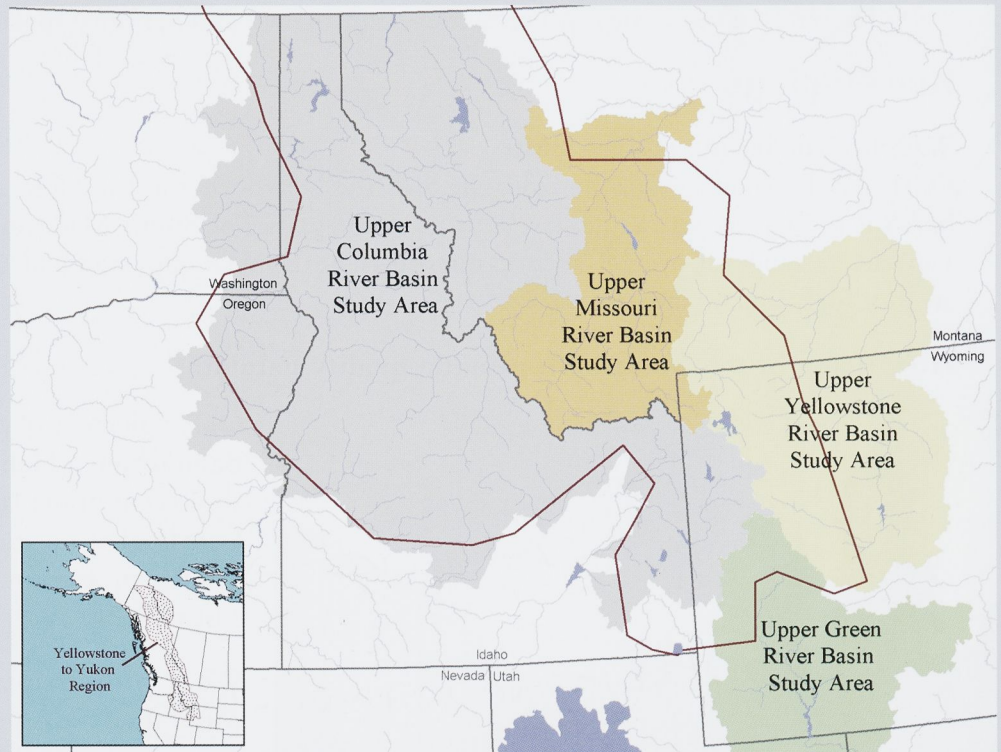 Upper
Columbia
River Basin
Study Area
Washington
Oregon
Upper
Missouri
River Basin
Study Area
Montana
Wyoming
Upper
Yellowstone
River Basin
Study Area
Upper Green
River Basin
Study Area
Idaho
Nevada Utah
Yellowstone
to Yukon
Region